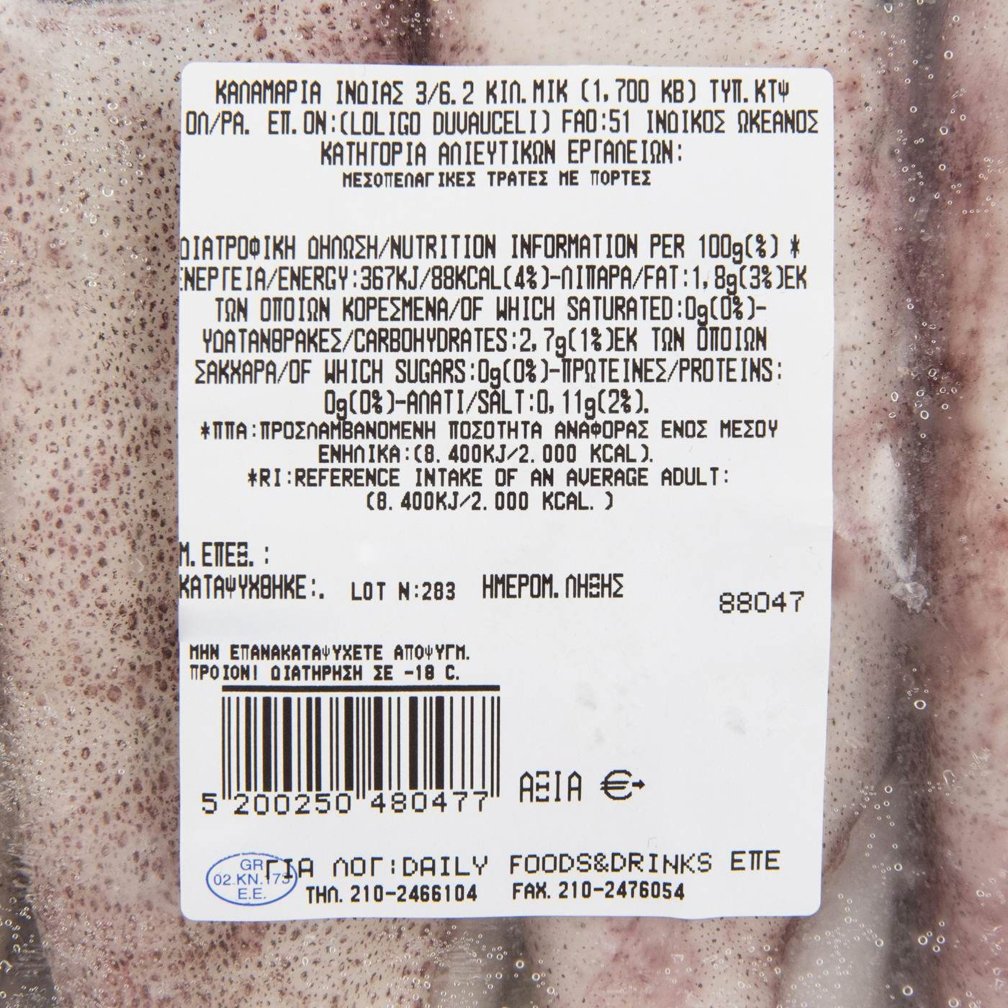 ΚΑΛΑΜΑΡΙΑ ΙΝΔΙΑΣ 3/6.2 ΚΙΛ.ΜΙΚ (1,700 ΚΒ) ΤΥΠ.ΚΤΨ
ΟΛ/ΡΑ. ΕΠ.ΟΝ:(LOLIGO DUVAUCELI) FAO:51 ΙΝΔΙΚΟΣ ΩΚΕΑΝΟΣ
ΚΑΤΗΓΟΡΙΑ ΑΛΙΕΥΤΙΚΩΝ ΕΡΓΑΛΕΙΩΝ:
ΜΕΣΟΠΕΛΑΓΙΚΕΣ ΤΡΑΤΕΣ ΜΕ ΠΟΡΤΕΣ
ΔΙΑΤΡΟΦΙΚΗ ΔΗΛΩΣΗ/NUTRITION INFORMATION PER 100g(%) *
ΝΕΡΓΕΙΑ/ENERGY:367KJ/88KCAL(4%)-ΛΙΠΑΡΑ/FAT:1,8g(3%)ΕΚ
ΤΩΝ ΟΠΟΙΩΝ ΚΟΡΕΣΜΕΝΑ/OF WHICH SATURATED:0g(0%)-
ΥΔΑΤΑΝΘΡΑΚΕΣ/CARBOHYDRATES:2,7g(1%)ΕΚ ΤΩΝ ΟΠΟΙΩΝ
ΣΑΚΧΑΡΑ/OF WHICH SUGARS:0g(0%)-ΠΡΩΤΕΙΝΕΣ/PROTEINS:
0g(0%)-ΑΛΑΤΙ/SALT:0,11g(2%).
*ΠΠΑ:ΠΡΟΣΛΑΜΒΑΝΟΜΕΝΗ ΠΟΣΟΤΗΤΑ ΑΝΑΦΟΡΑΣ ΕΝΟΣ ΜΕΣΟΥ
ΕΝΗΛΙΚΑ:(8.400KJ/2.000 KCAL).
*RI:REFERENCE INTAKE OF AN AVERAGE ADULT:
(8.400KJ/2.000 KCAL. )
Μ.ΕΠΕΞ. :
ΚΑΤΑΨΥΧΘΗΚΕ:. LOT N:283 ΗΜΕΡΟΜ.ΛΗΞΗΣ
88047
ΜΗΝ ΕΠΑΝΑΚΑΤΑΨΥΧΕΤΕ ΑΠΟΨΥΓΜ.
ΠΡΟΙΟΝ! ΔΙΑΤΗΡΗΣΗ ΣΕ -18 C.
5 200250 480477
ΑΞΙΑ €→
GR
02.KN.173
E.E.
ΓΙΑ ΛΟΓ:DAILY FOODS&DRINKS ΕΠΕ
ΤΗΛ. 210-2466104 FAX. 210-2476054